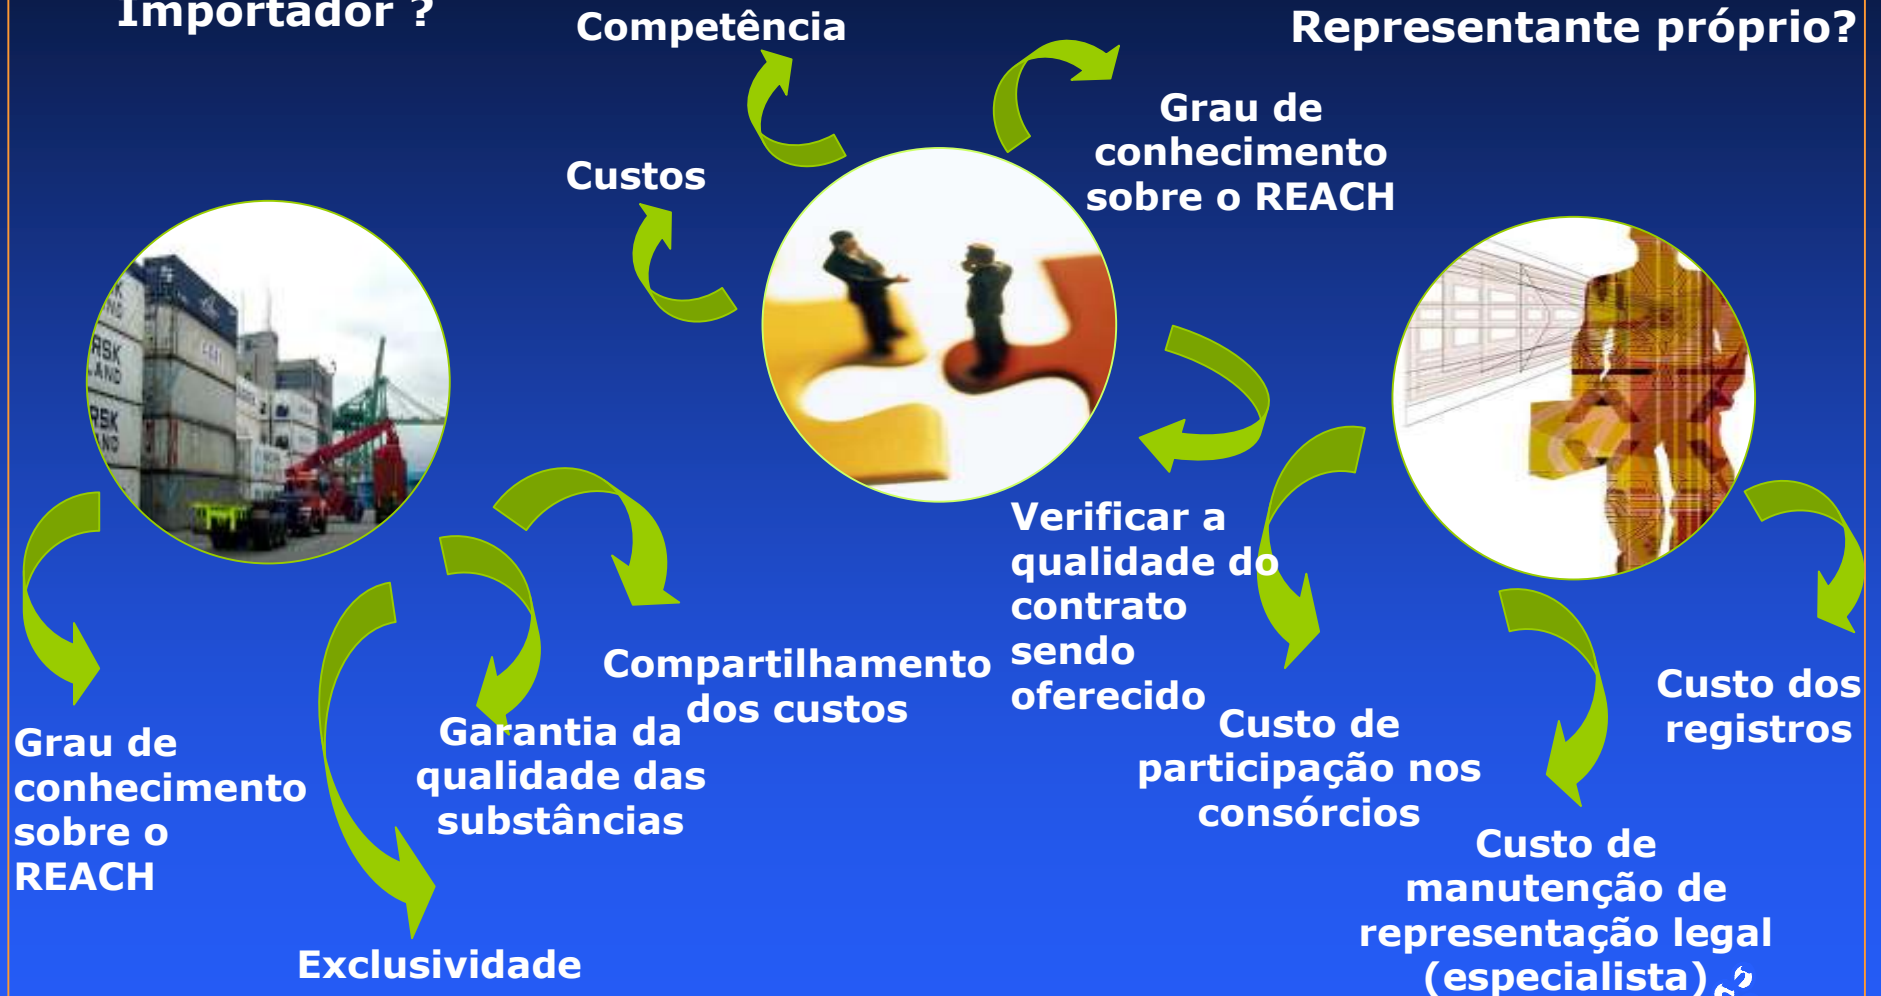 Importador ?
Competência
Representante próprio?
Grau de
conhecimento
sobre o REACH
Custos
Verificar a
qualidade do
contrato
sendo
oferecido
Compartilhamento
dos custos
Garantia da
qualidade das
substâncias
Grau de
conhecimento
sobre o
REACH
Exclusividade
Custo de
participação nos
consórcios
Custo dos
registros
Custo de
manutenção de
representação legal
(especialista)